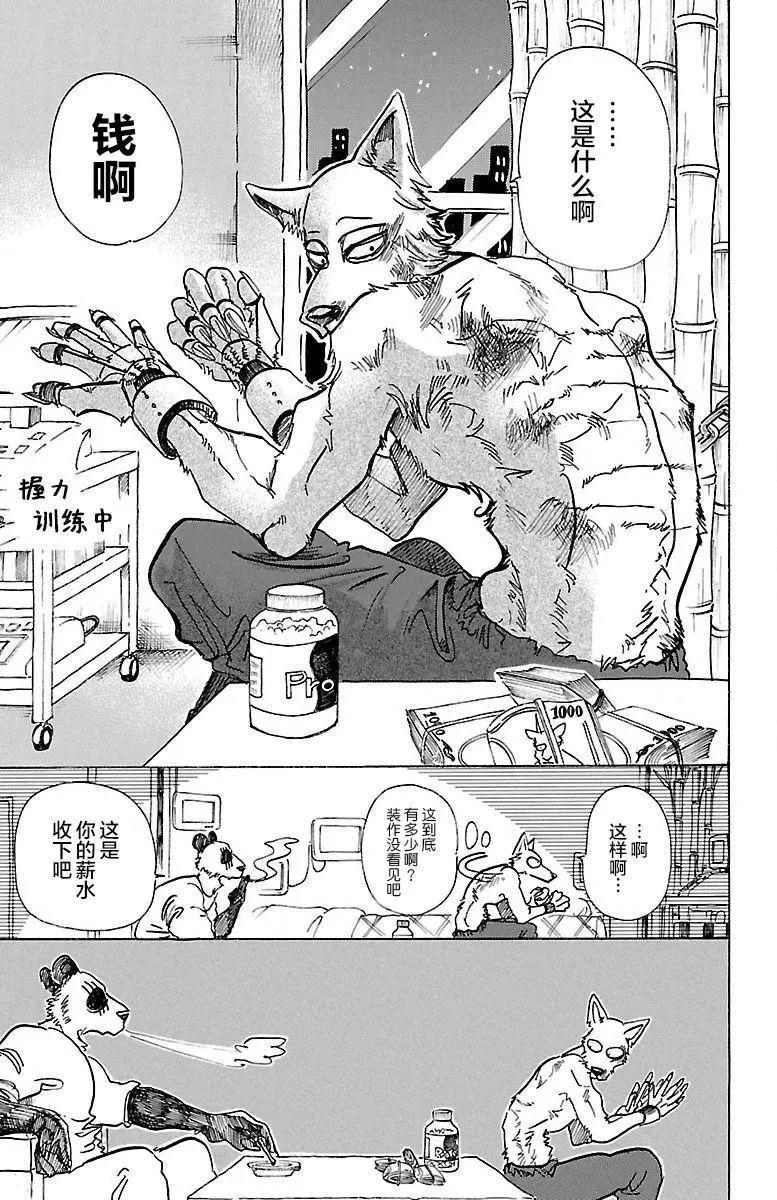 ……
这是什么啊
钱
啊
握力
训练中
Pro
1000
1000
1000
…啊
这样啊…
这到底
有多少啊？
装作没看见吧
这是
你的薪水
收下吧